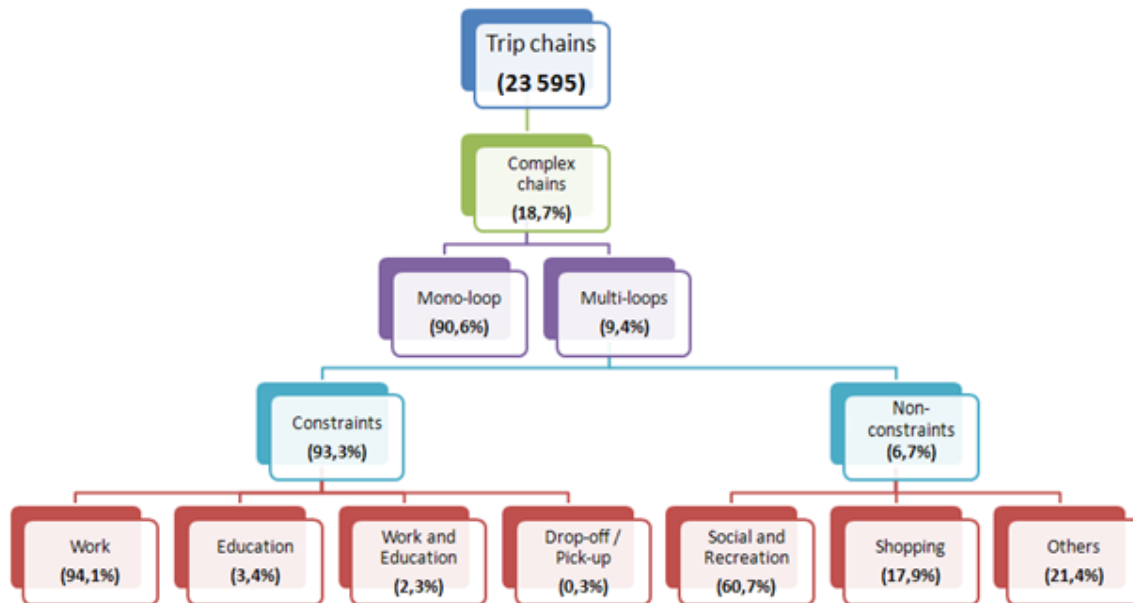 Trip chains
(23 595)
Complex
chains
(18,7%)
Mono-loop
(90,6%)
Multi-loops
(9,4%)
Constraints
(93,3%)
Non-
constraints
(6,7%)
Work
(94,1%)
Education
(3,4%)
Work and
Education
(2,3%)
Drop-off /
Pick-up
(0,3%)
Social and
Recreation
(60,7%)
Shopping
(17,9%)
Others
(21,4%)